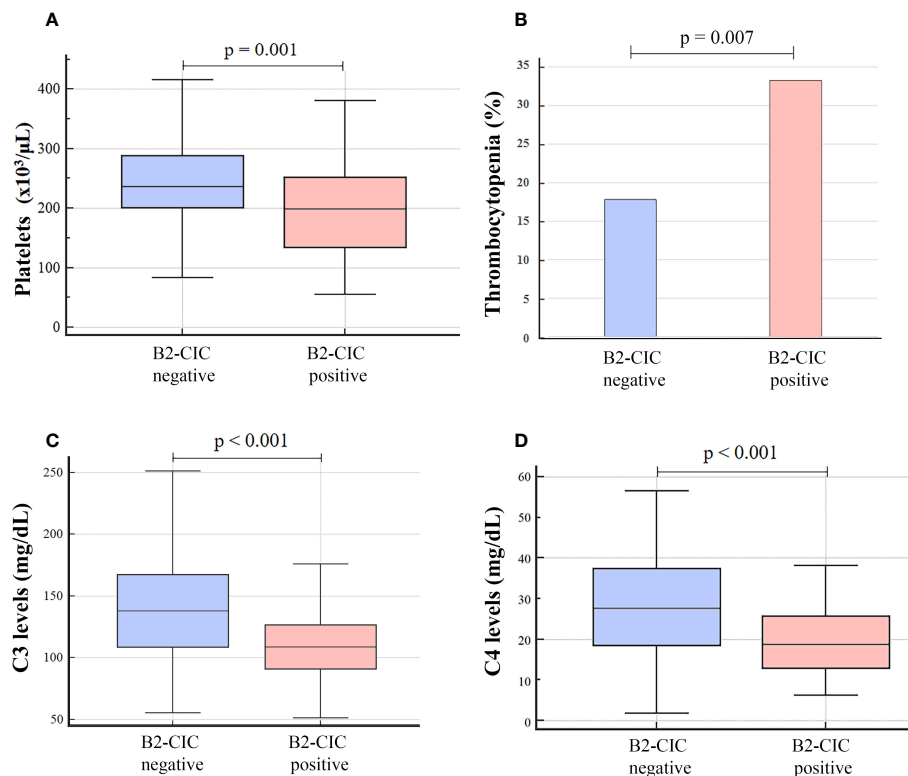 A
p = 0.001
Platelets (x10³/µL)
400
300
200
100
0
B2-CIC
negative
B2-CIC
positive
B
p = 0.007
Thrombocytopenia (%)
35
30
25
20
15
10
5
0
B2-CIC
negative
B2-CIC
positive
C
p < 0.001
C3 levels (mg/dL)
250
200
150
100
50
B2-CIC
negative
B2-CIC
positive
D
p < 0.001
C4 levels (mg/dL)
60
50
40
30
20
10
0
B2-CIC
negative
B2-CIC
positive